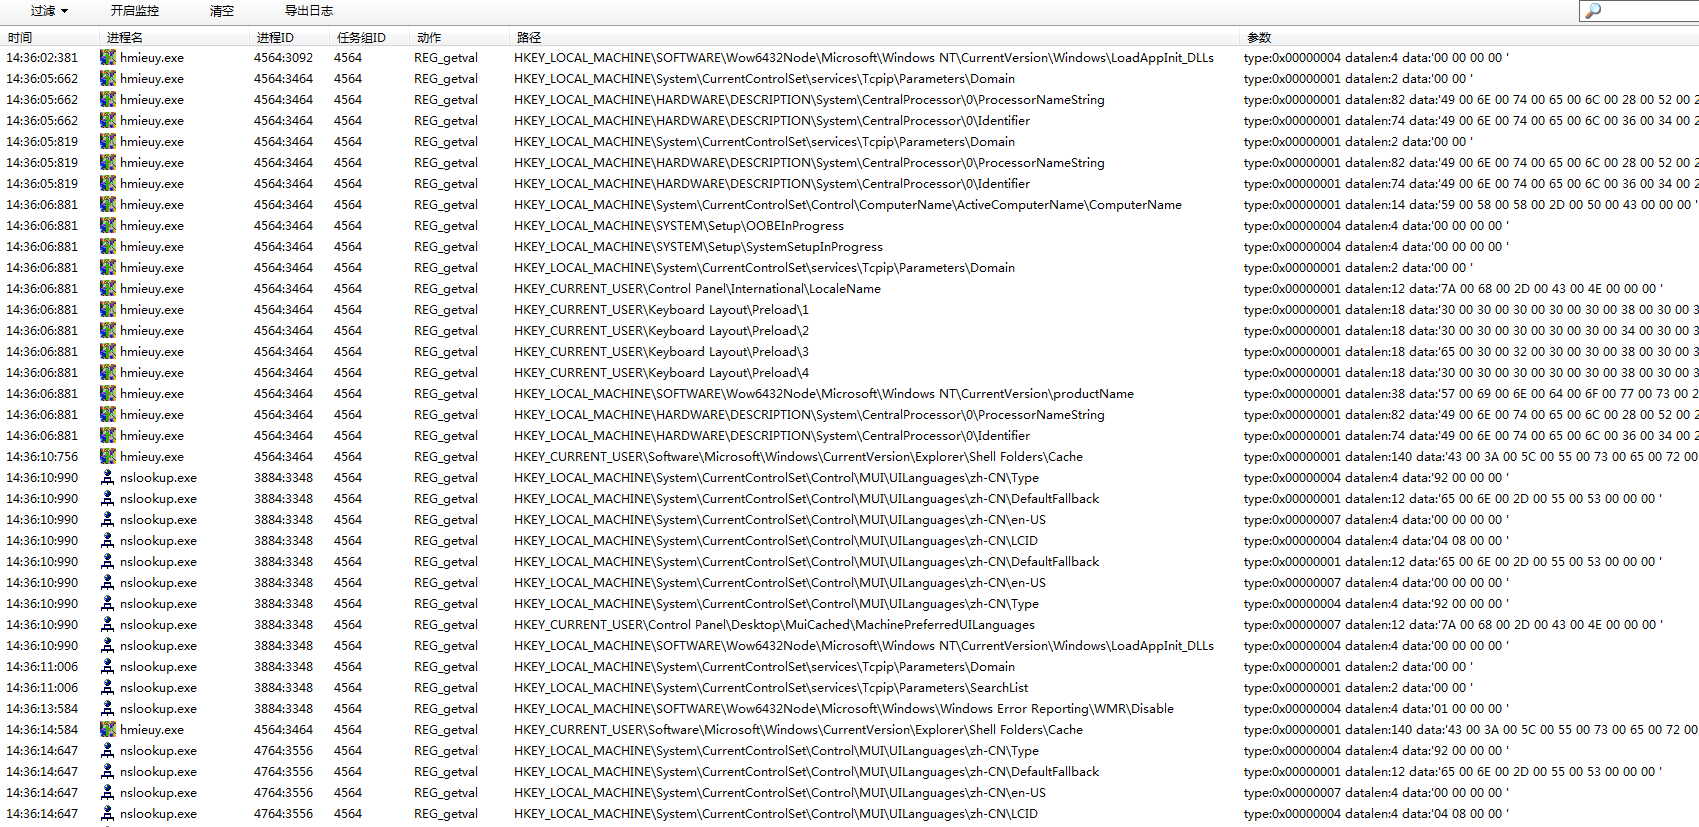 过滤 开启监控 清空 导出日志
时间 进程名 进程ID 任务组ID 动作 路径 参数
14:36:02:381 hmieuy.exe 4564:3092 4564 REG_getval HKEY_LOCAL_MACHINE\SOFTWARE\Wow6432Node\Microsoft\Windows NT\CurrentVersion\Windows\LoadAppInit_DLLs type:0x00000004 datalen:4 data:'00 00 00 00 '
14:36:05:662 hmieuy.exe 4564:3464 4564 REG_getval HKEY_LOCAL_MACHINE\System\CurrentControlSet\services\Tcpip\Parameters\Domain type:0x00000001 datalen:2 data:'00 00 '
14:36:05:662 hmieuy.exe 4564:3464 4564 REG_getval HKEY_LOCAL_MACHINE\HARDWARE\DESCRIPTION\System\CentralProcessor\0\ProcessorNameString type:0x00000001 datalen:82 data:'49 00 6E 00 74 00 65 00 6C 00 28 00 52 00 2
14:36:05:662 hmieuy.exe 4564:3464 4564 REG_getval HKEY_LOCAL_MACHINE\HARDWARE\DESCRIPTION\System\CentralProcessor\0\Identifier type:0x00000001 datalen:74 data:'49 00 6E 00 74 00 65 00 6C 00 36 00 34 00 2
14:36:05:819 hmieuy.exe 4564:3464 4564 REG_getval HKEY_LOCAL_MACHINE\System\CurrentControlSet\services\Tcpip\Parameters\Domain type:0x00000001 datalen:2 data:'00 00 '
14:36:05:819 hmieuy.exe 4564:3464 4564 REG_getval HKEY_LOCAL_MACHINE\HARDWARE\DESCRIPTION\System\CentralProcessor\0\ProcessorNameString type:0x00000001 datalen:82 data:'49 00 6E 00 74 00 65 00 6C 00 28 00 52 00 2
14:36:05:819 hmieuy.exe 4564:3464 4564 REG_getval HKEY_LOCAL_MACHINE\HARDWARE\DESCRIPTION\System\CentralProcessor\0\Identifier type:0x00000001 datalen:74 data:'49 00 6E 00 74 00 65 00 6C 00 36 00 34 00 2
14:36:06:881 hmieuy.exe 4564:3464 4564 REG_getval HKEY_LOCAL_MACHINE\System\CurrentControlSet\Control\ComputerName\ActiveComputerName\ComputerName type:0x00000001 datalen:14 data:'59 00 58 00 58 00 2D 00 50 00 43 00 00 00 '
14:36:06:881 hmieuy.exe 4564:3464 4564 REG_getval HKEY_LOCAL_MACHINE\SYSTEM\Setup\OOBEInProgress type:0x00000004 datalen:4 data:'00 00 00 00 '
14:36:06:881 hmieuy.exe 4564:3464 4564 REG_getval HKEY_LOCAL_MACHINE\SYSTEM\Setup\SystemSetupInProgress type:0x00000004 datalen:4 data:'00 00 00 00 '
14:36:06:881 hmieuy.exe 4564:3464 4564 REG_getval HKEY_LOCAL_MACHINE\System\CurrentControlSet\services\Tcpip\Parameters\Domain type:0x00000001 datalen:2 data:'00 00 '
14:36:06:881 hmieuy.exe 4564:3464 4564 REG_getval HKEY_CURRENT_USER\Control Panel\International\LocaleName type:0x00000001 datalen:12 data:'7A 00 68 00 2D 00 43 00 4E 00 00 00 '
14:36:06:881 hmieuy.exe 4564:3464 4564 REG_getval HKEY_CURRENT_USER\Keyboard Layout\Preload\1 type:0x00000001 datalen:18 data:'30 00 30 00 30 00 30 00 30 00 38 00 30 00 3
14:36:06:881 hmieuy.exe 4564:3464 4564 REG_getval HKEY_CURRENT_USER\Keyboard Layout\Preload\2 type:0x00000001 datalen:18 data:'30 00 30 00 30 00 30 00 30 00 34 00 30 00 3
14:36:06:881 hmieuy.exe 4564:3464 4564 REG_getval HKEY_CURRENT_USER\Keyboard Layout\Preload\3 type:0x00000001 datalen:18 data:'65 00 30 00 32 00 30 00 30 00 38 00 30 00 3
14:36:06:881 hmieuy.exe 4564:3464 4564 REG_getval HKEY_CURRENT_USER\Keyboard Layout\Preload\4 type:0x00000001 datalen:18 data:'30 00 30 00 30 00 30 00 30 00 38 00 30 00 3
14:36:06:881 hmieuy.exe 4564:3464 4564 REG_getval HKEY_LOCAL_MACHINE\SOFTWARE\Wow6432Node\Microsoft\Windows NT\CurrentVersion\productName type:0x00000001 datalen:38 data:'57 00 69 00 6E 00 64 00 6F 00 77 00 73 00 2
14:36:06:881 hmieuy.exe 4564:3464 4564 REG_getval HKEY_LOCAL_MACHINE\HARDWARE\DESCRIPTION\System\CentralProcessor\0\ProcessorNameString type:0x00000001 datalen:82 data:'49 00 6E 00 74 00 65 00 6C 00 28 00 52 00 2
14:36:06:881 hmieuy.exe 4564:3464 4564 REG_getval HKEY_LOCAL_MACHINE\HARDWARE\DESCRIPTION\System\CentralProcessor\0\Identifier type:0x00000001 datalen:74 data:'49 00 6E 00 74 00 65 00 6C 00 36 00 34 00 2
14:36:10:756 hmieuy.exe 4564:3464 4564 REG_getval HKEY_CURRENT_USER\Software\Microsoft\Windows\CurrentVersion\Explorer\Shell Folders\Cache type:0x00000001 datalen:140 data:'43 00 3A 00 5C 00 55 00 73 00 65 00 72 00
14:36:10:990 nslookup.exe 3884:3348 4564 REG_getval HKEY_LOCAL_MACHINE\System\CurrentControlSet\Control\MUI\UILanguages\zh-CN\Type type:0x00000004 datalen:4 data:'92 00 00 00 '
14:36:10:990 nslookup.exe 3884:3348 4564 REG_getval HKEY_LOCAL_MACHINE\System\CurrentControlSet\Control\MUI\UILanguages\zh-CN\DefaultFallback type:0x00000001 datalen:12 data:'65 00 6E 00 2D 00 55 00 53 00 00 00 '
14:36:10:990 nslookup.exe 3884:3348 4564 REG_getval HKEY_LOCAL_MACHINE\System\CurrentControlSet\Control\MUI\UILanguages\zh-CN\en-US type:0x00000007 datalen:4 data:'00 00 00 00 '
14:36:10:990 nslookup.exe 3884:3348 4564 REG_getval HKEY_LOCAL_MACHINE\System\CurrentControlSet\Control\MUI\UILanguages\zh-CN\LCID type:0x00000004 datalen:4 data:'04 08 00 00 '
14:36:10:990 nslookup.exe 3884:3348 4564 REG_getval HKEY_LOCAL_MACHINE\System\CurrentControlSet\Control\MUI\UILanguages\zh-CN\DefaultFallback type:0x00000001 datalen:12 data:'65 00 6E 00 2D 00 55 00 53 00 00 00 '
14:36:10:990 nslookup.exe 3884:3348 4564 REG_getval HKEY_LOCAL_MACHINE\System\CurrentControlSet\Control\MUI\UILanguages\zh-CN\en-US type:0x00000007 datalen:4 data:'00 00 00 00 '
14:36:10:990 nslookup.exe 3884:3348 4564 REG_getval HKEY_LOCAL_MACHINE\System\CurrentControlSet\Control\MUI\UILanguages\zh-CN\Type type:0x00000004 datalen:4 data:'92 00 00 00 '
14:36:10:990 nslookup.exe 3884:3348 4564 REG_getval HKEY_CURRENT_USER\Control Panel\Desktop\MuiCached\MachinePreferredUILanguages type:0x00000007 datalen:12 data:'7A 00 68 00 2D 00 43 00 4E 00 00 00 '
14:36:10:990 nslookup.exe 3884:3348 4564 REG_getval HKEY_LOCAL_MACHINE\SOFTWARE\Wow6432Node\Microsoft\Windows NT\CurrentVersion\Windows\LoadAppInit_DLLs type:0x00000004 datalen:4 data:'00 00 00 00 '
14:36:11:006 nslookup.exe 3884:3348 4564 REG_getval HKEY_LOCAL_MACHINE\System\CurrentControlSet\services\Tcpip\Parameters\Domain type:0x00000001 datalen:2 data:'00 00 '
14:36:11:006 nslookup.exe 3884:3348 4564 REG_getval HKEY_LOCAL_MACHINE\System\CurrentControlSet\services\Tcpip\Parameters\SearchList type:0x00000001 datalen:2 data:'00 00 '
14:36:13:584 nslookup.exe 3884:3348 4564 REG_getval HKEY_LOCAL_MACHINE\SOFTWARE\Wow6432Node\Microsoft\Windows\Windows Error Reporting\WMR\Disable type:0x00000004 datalen:4 data:'01 00 00 00 '
14:36:14:584 hmieuy.exe 4564:3464 4564 REG_getval HKEY_CURRENT_USER\Software\Microsoft\Windows\CurrentVersion\Explorer\Shell Folders\Cache type:0x00000001 datalen:140 data:'43 00 3A 00 5C 00 55 00 73 00 65 00 72 00
14:36:14:647 nslookup.exe 4764:3556 4564 REG_getval HKEY_LOCAL_MACHINE\System\CurrentControlSet\Control\MUI\UILanguages\zh-CN\Type type:0x00000004 datalen:4 data:'92 00 00 00 '
14:36:14:647 nslookup.exe 4764:3556 4564 REG_getval HKEY_LOCAL_MACHINE\System\CurrentControlSet\Control\MUI\UILanguages\zh-CN\DefaultFallback type:0x00000001 datalen:12 data:'65 00 6E 00 2D 00 55 00 53 00 00 00 '
14:36:14:647 nslookup.exe 4764:3556 4564 REG_getval HKEY_LOCAL_MACHINE\System\CurrentControlSet\Control\MUI\UILanguages\zh-CN\en-US type:0x00000007 datalen:4 data:'00 00 00 00 '
14:36:14:647 nslookup.exe 4764:3556 4564 REG_getval HKEY_LOCAL_MACHINE\System\CurrentControlSet\Control\MUI\UILanguages\zh-CN\LCID type:0x00000004 datalen:4 data:'04 08 00 00 '